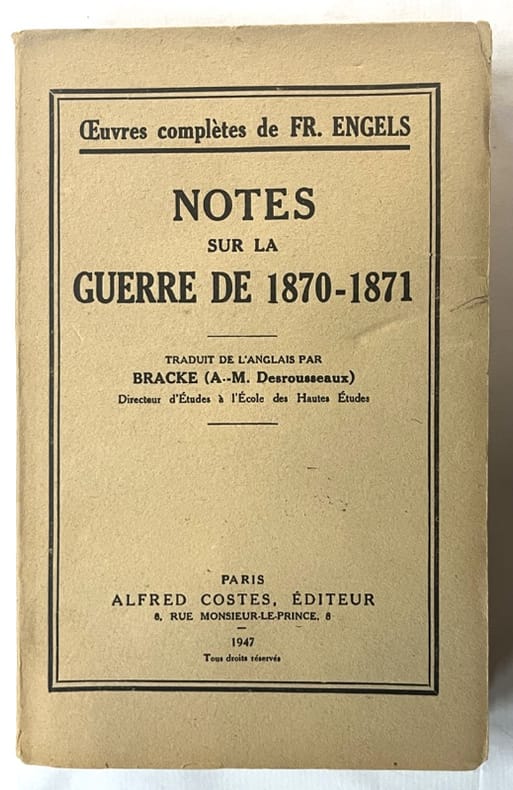 Œuvres complètes de FR. ENGELS
NOTES
SUR LA
GUERRE DE 1870-1871
TRADUIT DE L'ANGLAIS PAR
BRACKE (A.-M. Desrousseaux)
Directeur d'Études à l'École des Hautes Études
PARIS
ALFRED COSTES, ÉDITEUR
8, RUE MONSIEUR-LE-PRINCE, 8
1947
Tous droits réservés